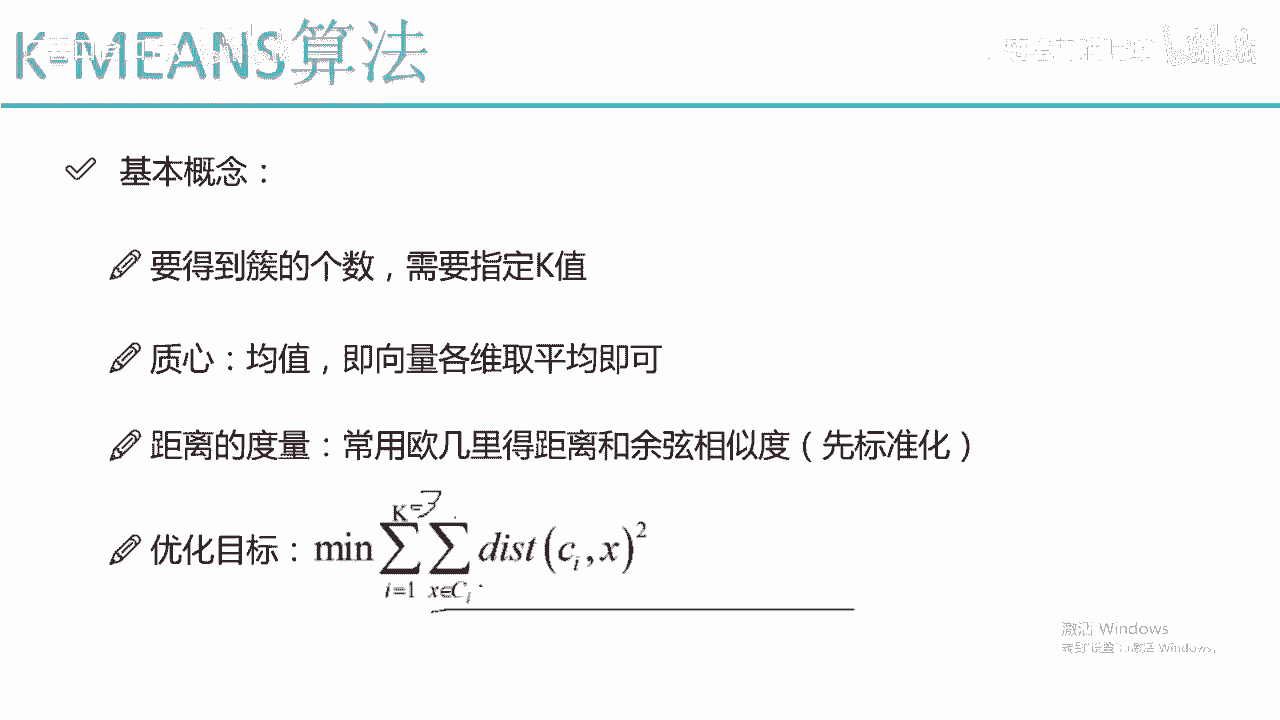 K-MEANS算法
基本概念：
要得到簇的个数，需要指定K值
质心：均值，即向量各维取平均即可
距离的度量：常用欧几里得距离和余弦相似度（先标准化）
优化目标： min ∑_{i=1}^{K=3} ∑_{x∈C_i} dist(c_i, x)^2
激活 Windows
转到"设置"以激活 Windows。